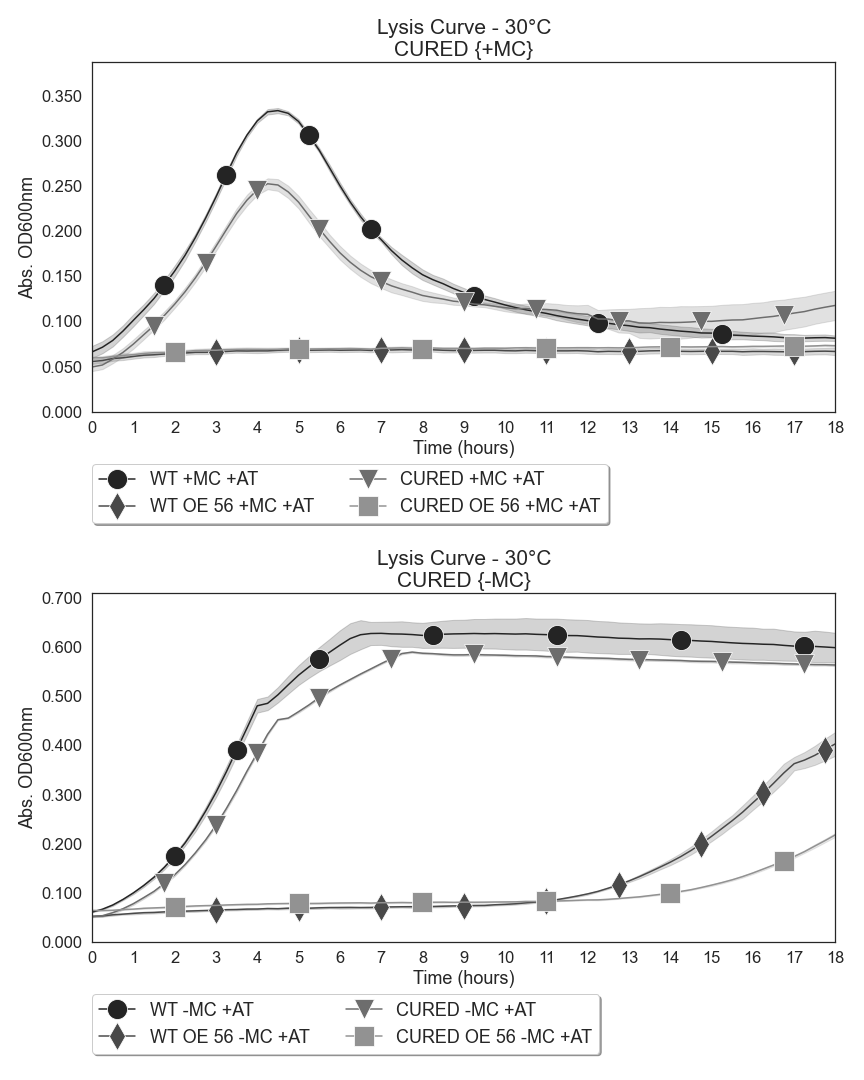 Lysis Curve - 30°C
CURED {+MC}
Abs. OD600nm
0.350
0.300
0.250
0.200
0.150
0.100
0.050
0.000
0 1 2 3 4 5 6 7 8 9 10 11 12 13 14 15 16 17 18
Time (hours)
WT +MC +AT
CURED +MC +AT
WT OE 56 +MC +AT
CURED OE 56 +MC +AT
Lysis Curve - 30°C
CURED {-MC}
Abs. OD600nm
0.700
0.600
0.500
0.400
0.300
0.200
0.100
0.000
0 1 2 3 4 5 6 7 8 9 10 11 12 13 14 15 16 17 18
Time (hours)
WT -MC +AT
CURED -MC +AT
WT OE 56 -MC +AT
CURED OE 56 -MC +AT